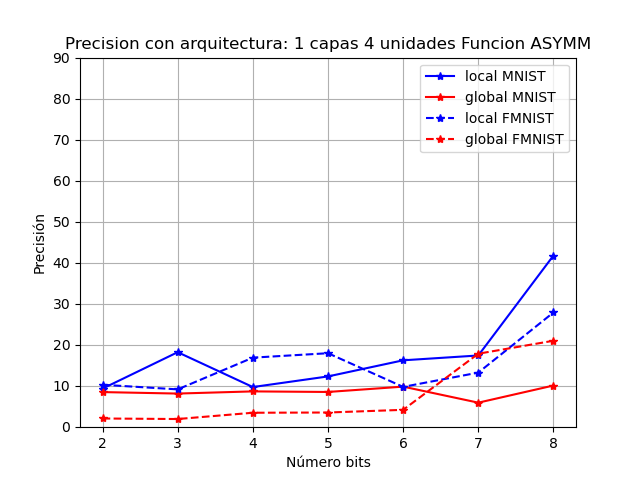 Precision con arquitectura: 1 capas 4 unidades Funcion ASYMM
90
80
70
60
50
40
30
20
10
0
Precisión
local MNIST
global MNIST
local FMNIST
global FMNIST
2 3 4 5 6 7 8
Número bits